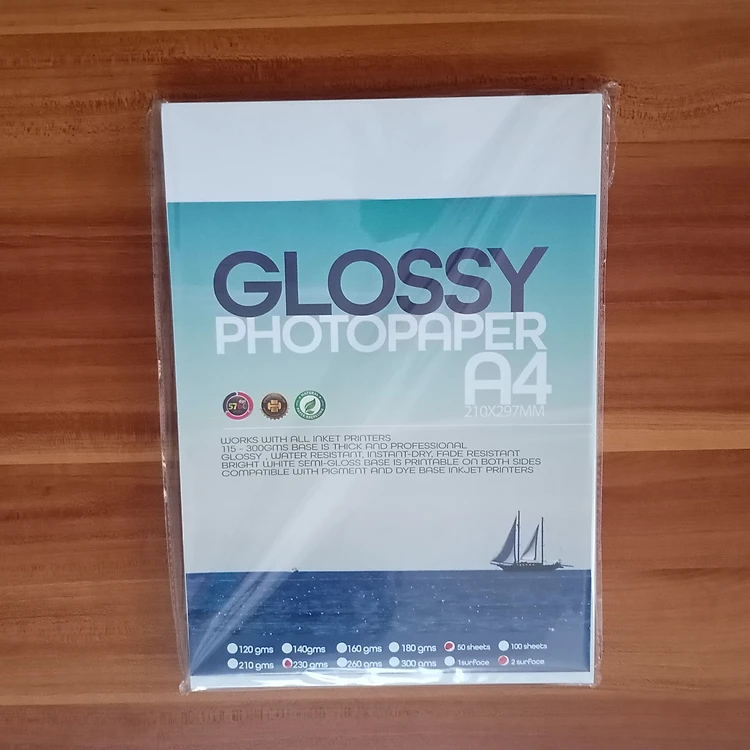 GLOSSY
PHOTOPAPER
A4
210X297MM
5760
WORKS WITH ALL INKET PRINTERS
115 - 300GMS BASE IS THICK AND PROFESSIONAL
GLOSSY , WATER RESISTANT, INSTANT-DRY, FADE RESISTANT
BRIGHT WHITE SEMI-GLOSS BASE IS PRINTABLE ON BOTH SIDES
COMPATIBLE WITH PIGMENT AND DYE BASE INKJET PRINTERS
120 gms 140gms 160 gms 180 gms 50 sheets 100 sheets
210 gms 230 gms 260 gms 300 gms 1surface 2 surface